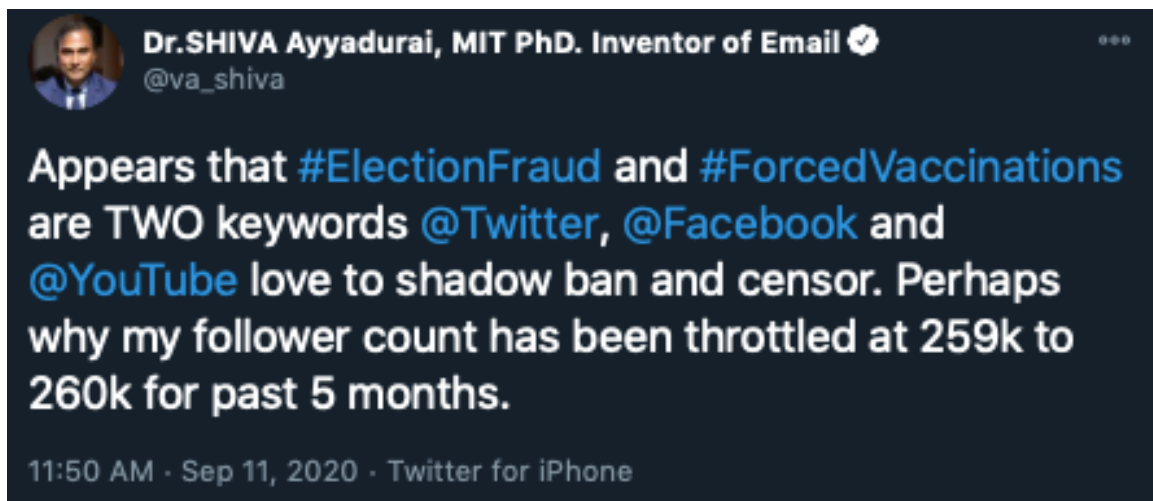 Dr.SHIVA Ayyadurai, MIT PhD. Inventor of Email
@va_shiva
Appears that #ElectionFraud and #ForcedVaccinations
are TWO keywords @Twitter, @Facebook and
@YouTube love to shadow ban and censor. Perhaps
why my follower count has been throttled at 259k to
260k for past 5 months.
11:50 AM · Sep 11, 2020 · Twitter for iPhone